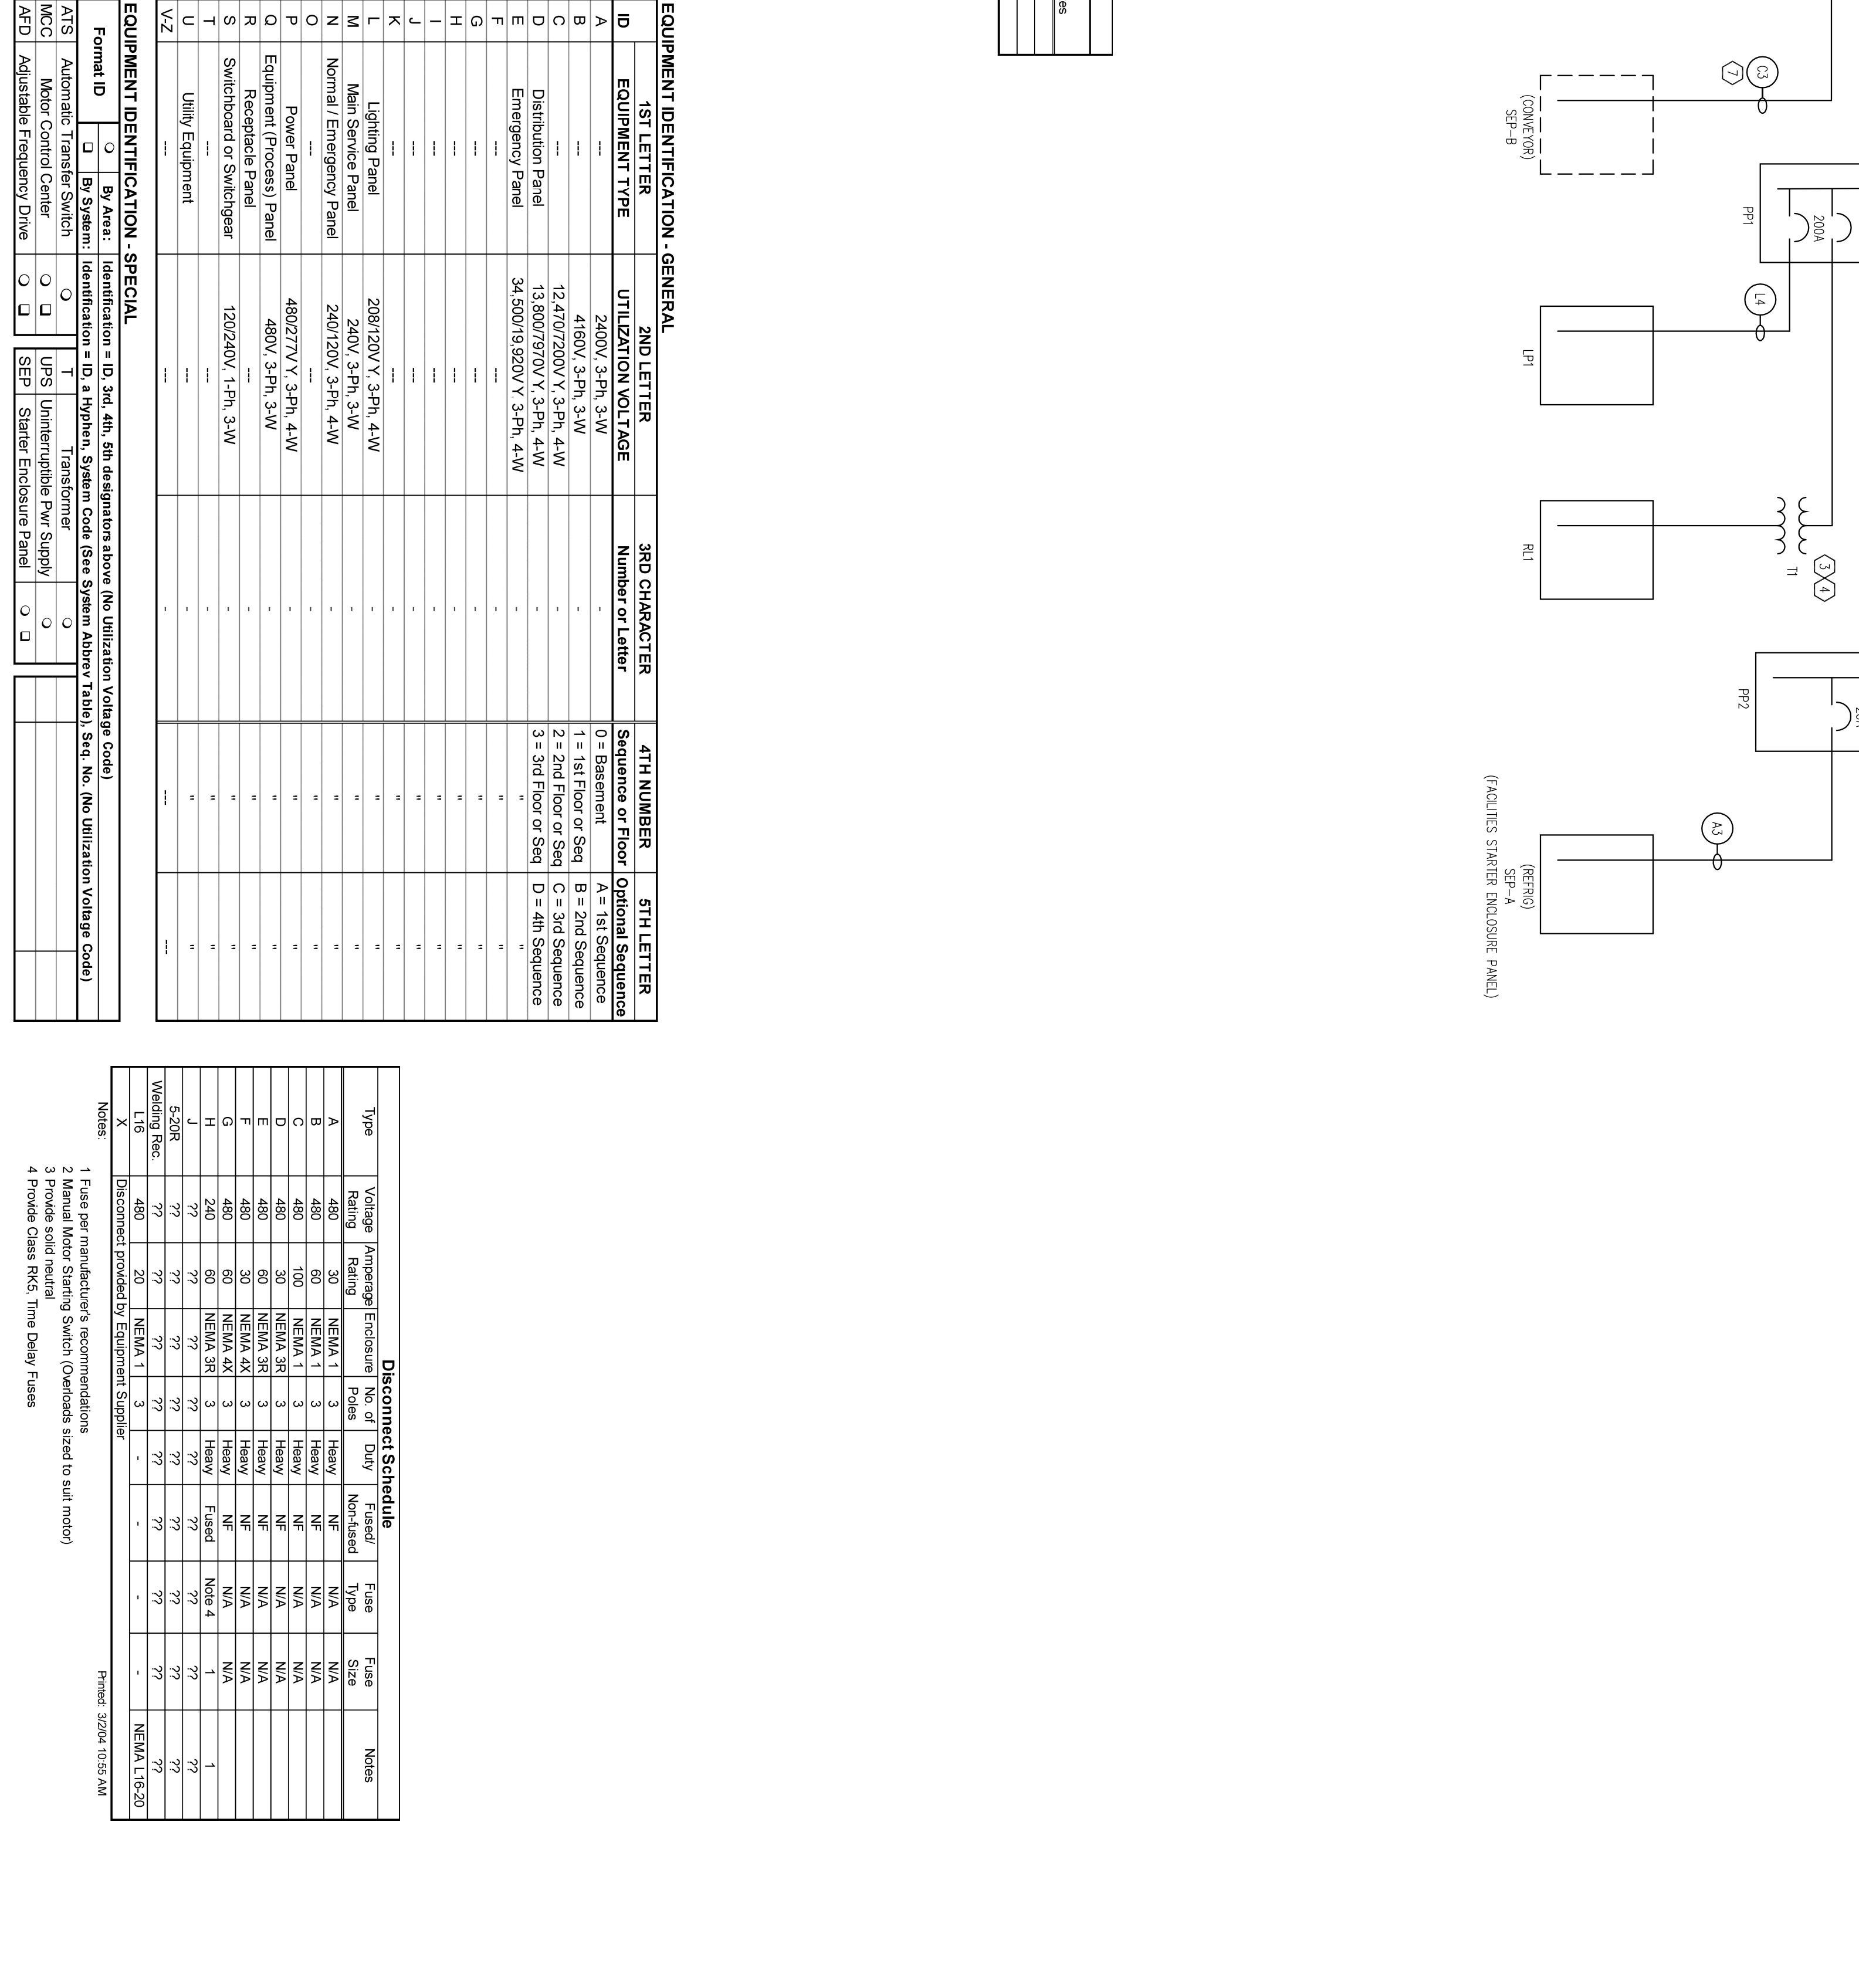 200A
3 4
T1
C3
7
L4
PP1
PP2
A3
(CONVEYOR)
SEP-B
LP1
RL1
(REFRIG)
SEP-A
(FACILITIES STARTER ENCLOSURE PANEL)
es
EQUIPMENT IDENTIFICATION - GENERAL
1ST LETTER 2ND LETTER 3RD CHARACTER 4TH NUMBER 5TH LETTER
ID EQUIPMENT TYPE UTILIZATION VOLTAGE Number or Letter Sequence or Floor Optional Sequence
A --- 2400V, 3-Ph, 3-W - 0 = Basement A = 1st Sequence
B --- 4160V, 3-Ph, 3-W - 1 = 1st Floor or Seq B = 2nd Sequence
C --- 12,470/7200V Y, 3-Ph, 4-W - 2 = 2nd Floor or Seq C = 3rd Sequence
D Distribution Panel 13,800/7970V Y, 3-Ph, 4-W - 3 = 3rd Floor or Seq D = 4th Sequence
E Emergency Panel 34,500/19,920V Y. 3-Ph, 4-W - " "
F --- --- - " "
G --- --- - " "
H --- --- - " "
I --- --- - " "
J --- --- - " "
K --- --- - " "
L Lighting Panel 208/120V Y, 3-Ph, 4-W - " "
M Main Service Panel 240V, 3-Ph, 3-W - " "
N Normal / Emergency Panel 240/120V, 3-Ph, 4-W - " "
O --- --- - " "
P Power Panel 480/277V Y, 3-Ph, 4-W - " "
Q Equipment (Process) Panel 480V, 3-Ph, 3-W - " "
R Receptacle Panel --- - " "
S Switchboard or Switchgear 120/240V, 1-Ph, 3-W - " "
T --- --- - " "
U Utility Equipment --- - " "
V-Z --- --- - --- ---
EQUIPMENT IDENTIFICATION - SPECIAL
Format ID
❍ By Area: Identification = ID, 3rd, 4th, 5th designators above (No Utilization Voltage Code)
❑ By System: Identification = ID, a Hyphen, System Code (See System Abbrev Table), Seq. No. (No Utilization Voltage Code)
ATS Automatic Transfer Switch ❍ T Transformer ❍
MCC Motor Control Center ❍ ❑ UPS Uninterruptible Pwr Supply ❍
AFD Adjustable Frequency Drive ❍ ❑ SEP Starter Enclosure Panel ❍ ❑
Disconnect Schedule
Type Voltage Rating Amperage Rating Enclosure No. of Poles Duty Fused/ Non-fused Fuse Type Fuse Size Notes
A 480 30 NEMA 1 3 Heavy NF N/A N/A
B 480 60 NEMA 1 3 Heavy NF N/A N/A
C 480 100 NEMA 1 3 Heavy NF N/A N/A
D 480 30 NEMA 3R 3 Heavy NF N/A N/A
E 480 60 NEMA 3R 3 Heavy NF N/A N/A
F 480 30 NEMA 4X 3 Heavy NF N/A N/A
G 480 60 NEMA 4X 3 Heavy NF N/A N/A
H 240 60 NEMA 3R 3 Heavy Fused Note 4 1 1
J ?? ?? ?? ?? ?? ?? ?? ?? ??
5-20R ?? ?? ?? ?? ?? ?? ?? ?? ??
Welding Rec. ?? ?? ?? ?? ?? ?? ?? ?? ??
L16 480 20 NEMA 1 3 - - - - NEMA L16-20
X Disconnect provided by Equipment Supplier
Notes: Printed: 3/2/04 10:55 AM
1 Fuse per manufacturer's recommendations
2 Manual Motor Starting Switch (Overloads sized to suit motor)
3 Provide solid neutral
4 Provide Class RK5, Time Delay Fuses